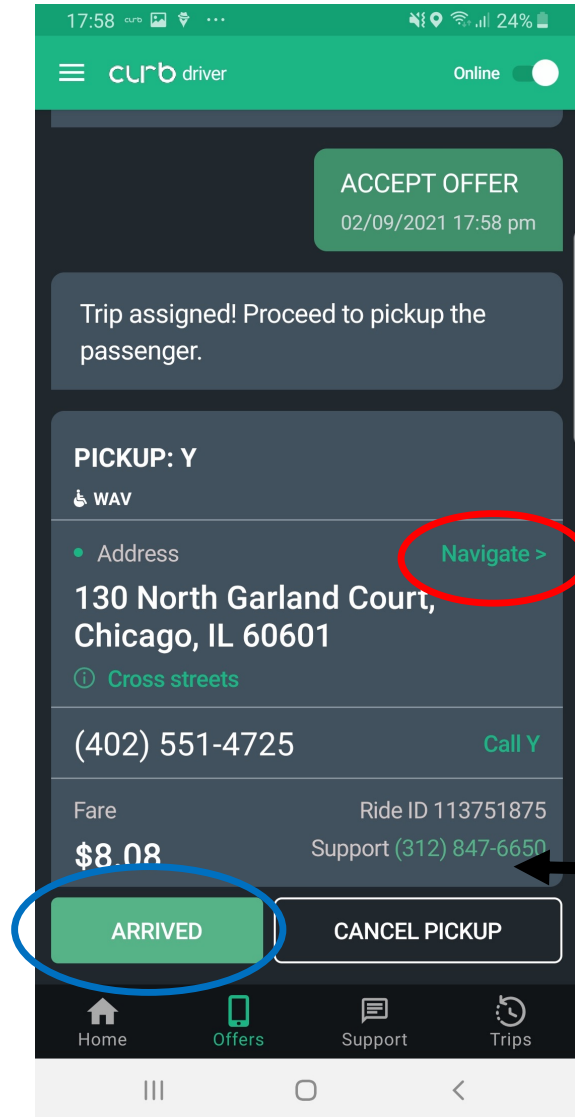 17:58 curb 24%
curb driver Online
ACCEPT OFFER
02/09/2021 17:58 pm
Trip assigned! Proceed to pickup the
passenger.
PICKUP: Y
WAV
Address Navigate >
130 North Garland Court,
Chicago, IL 60601
Cross streets
(402) 551-4725 Call Y
Fare Ride ID 113751875
$8.08 Support (312) 847-6650
ARRIVED CANCEL PICKUP
Home Offers Support Trips